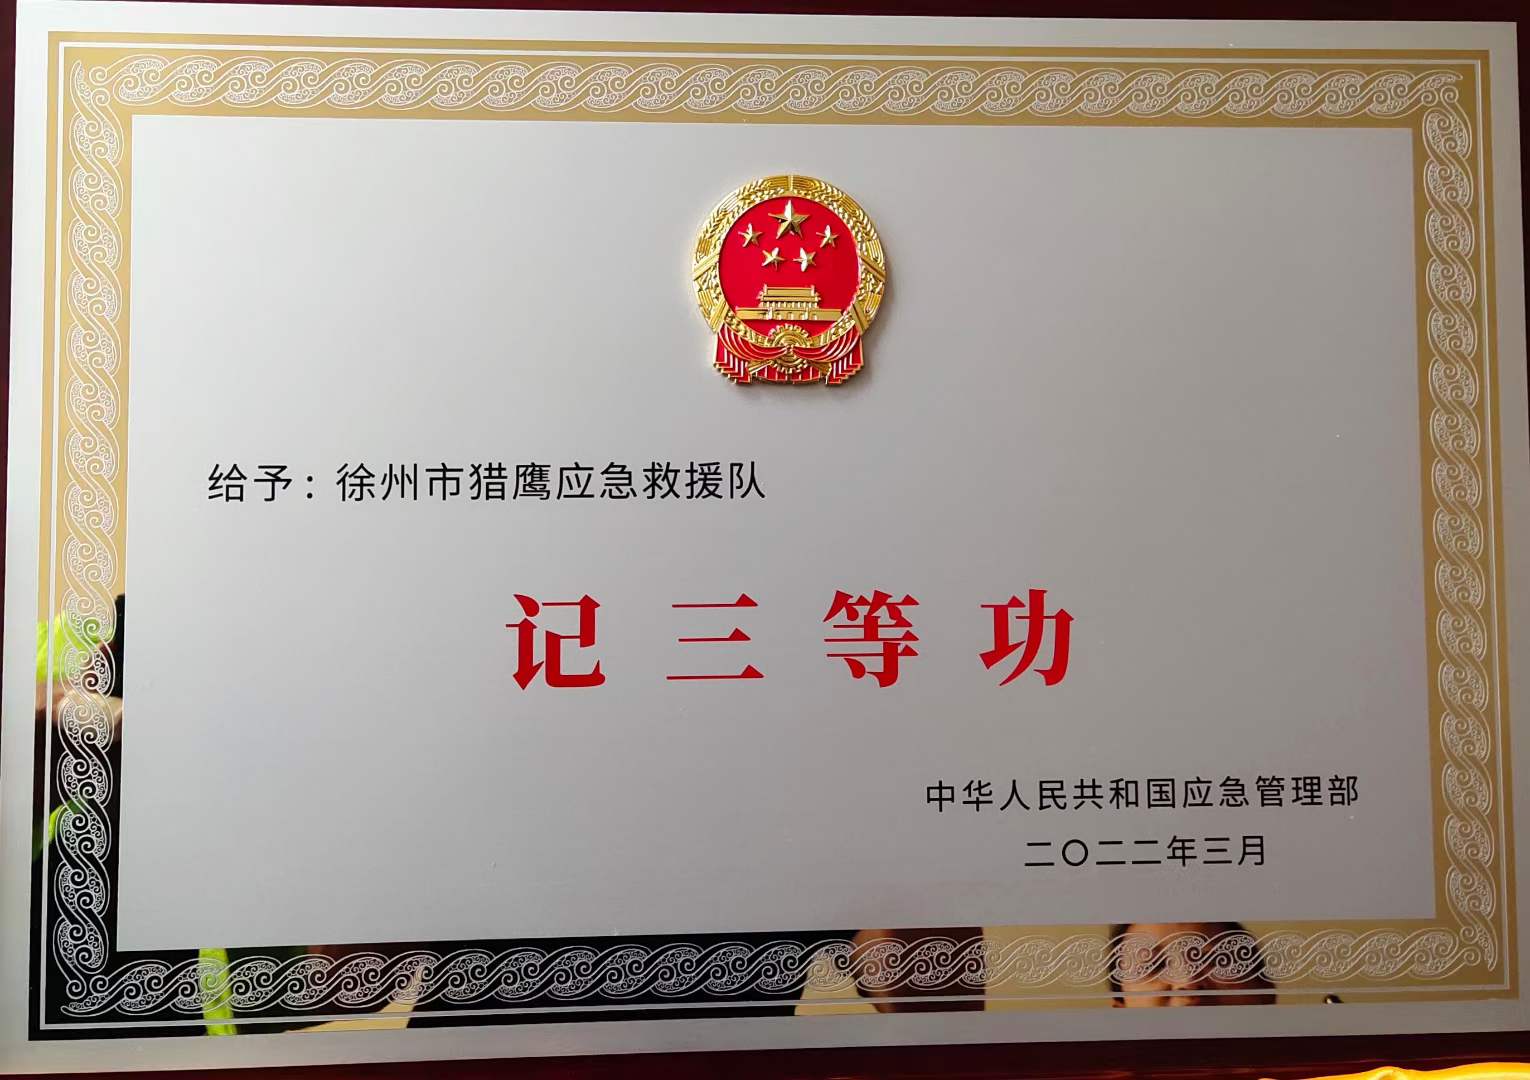 给予：徐州市猎鹰应急救援队
记三等功
中华人民共和国应急管理部
二〇二二年三月